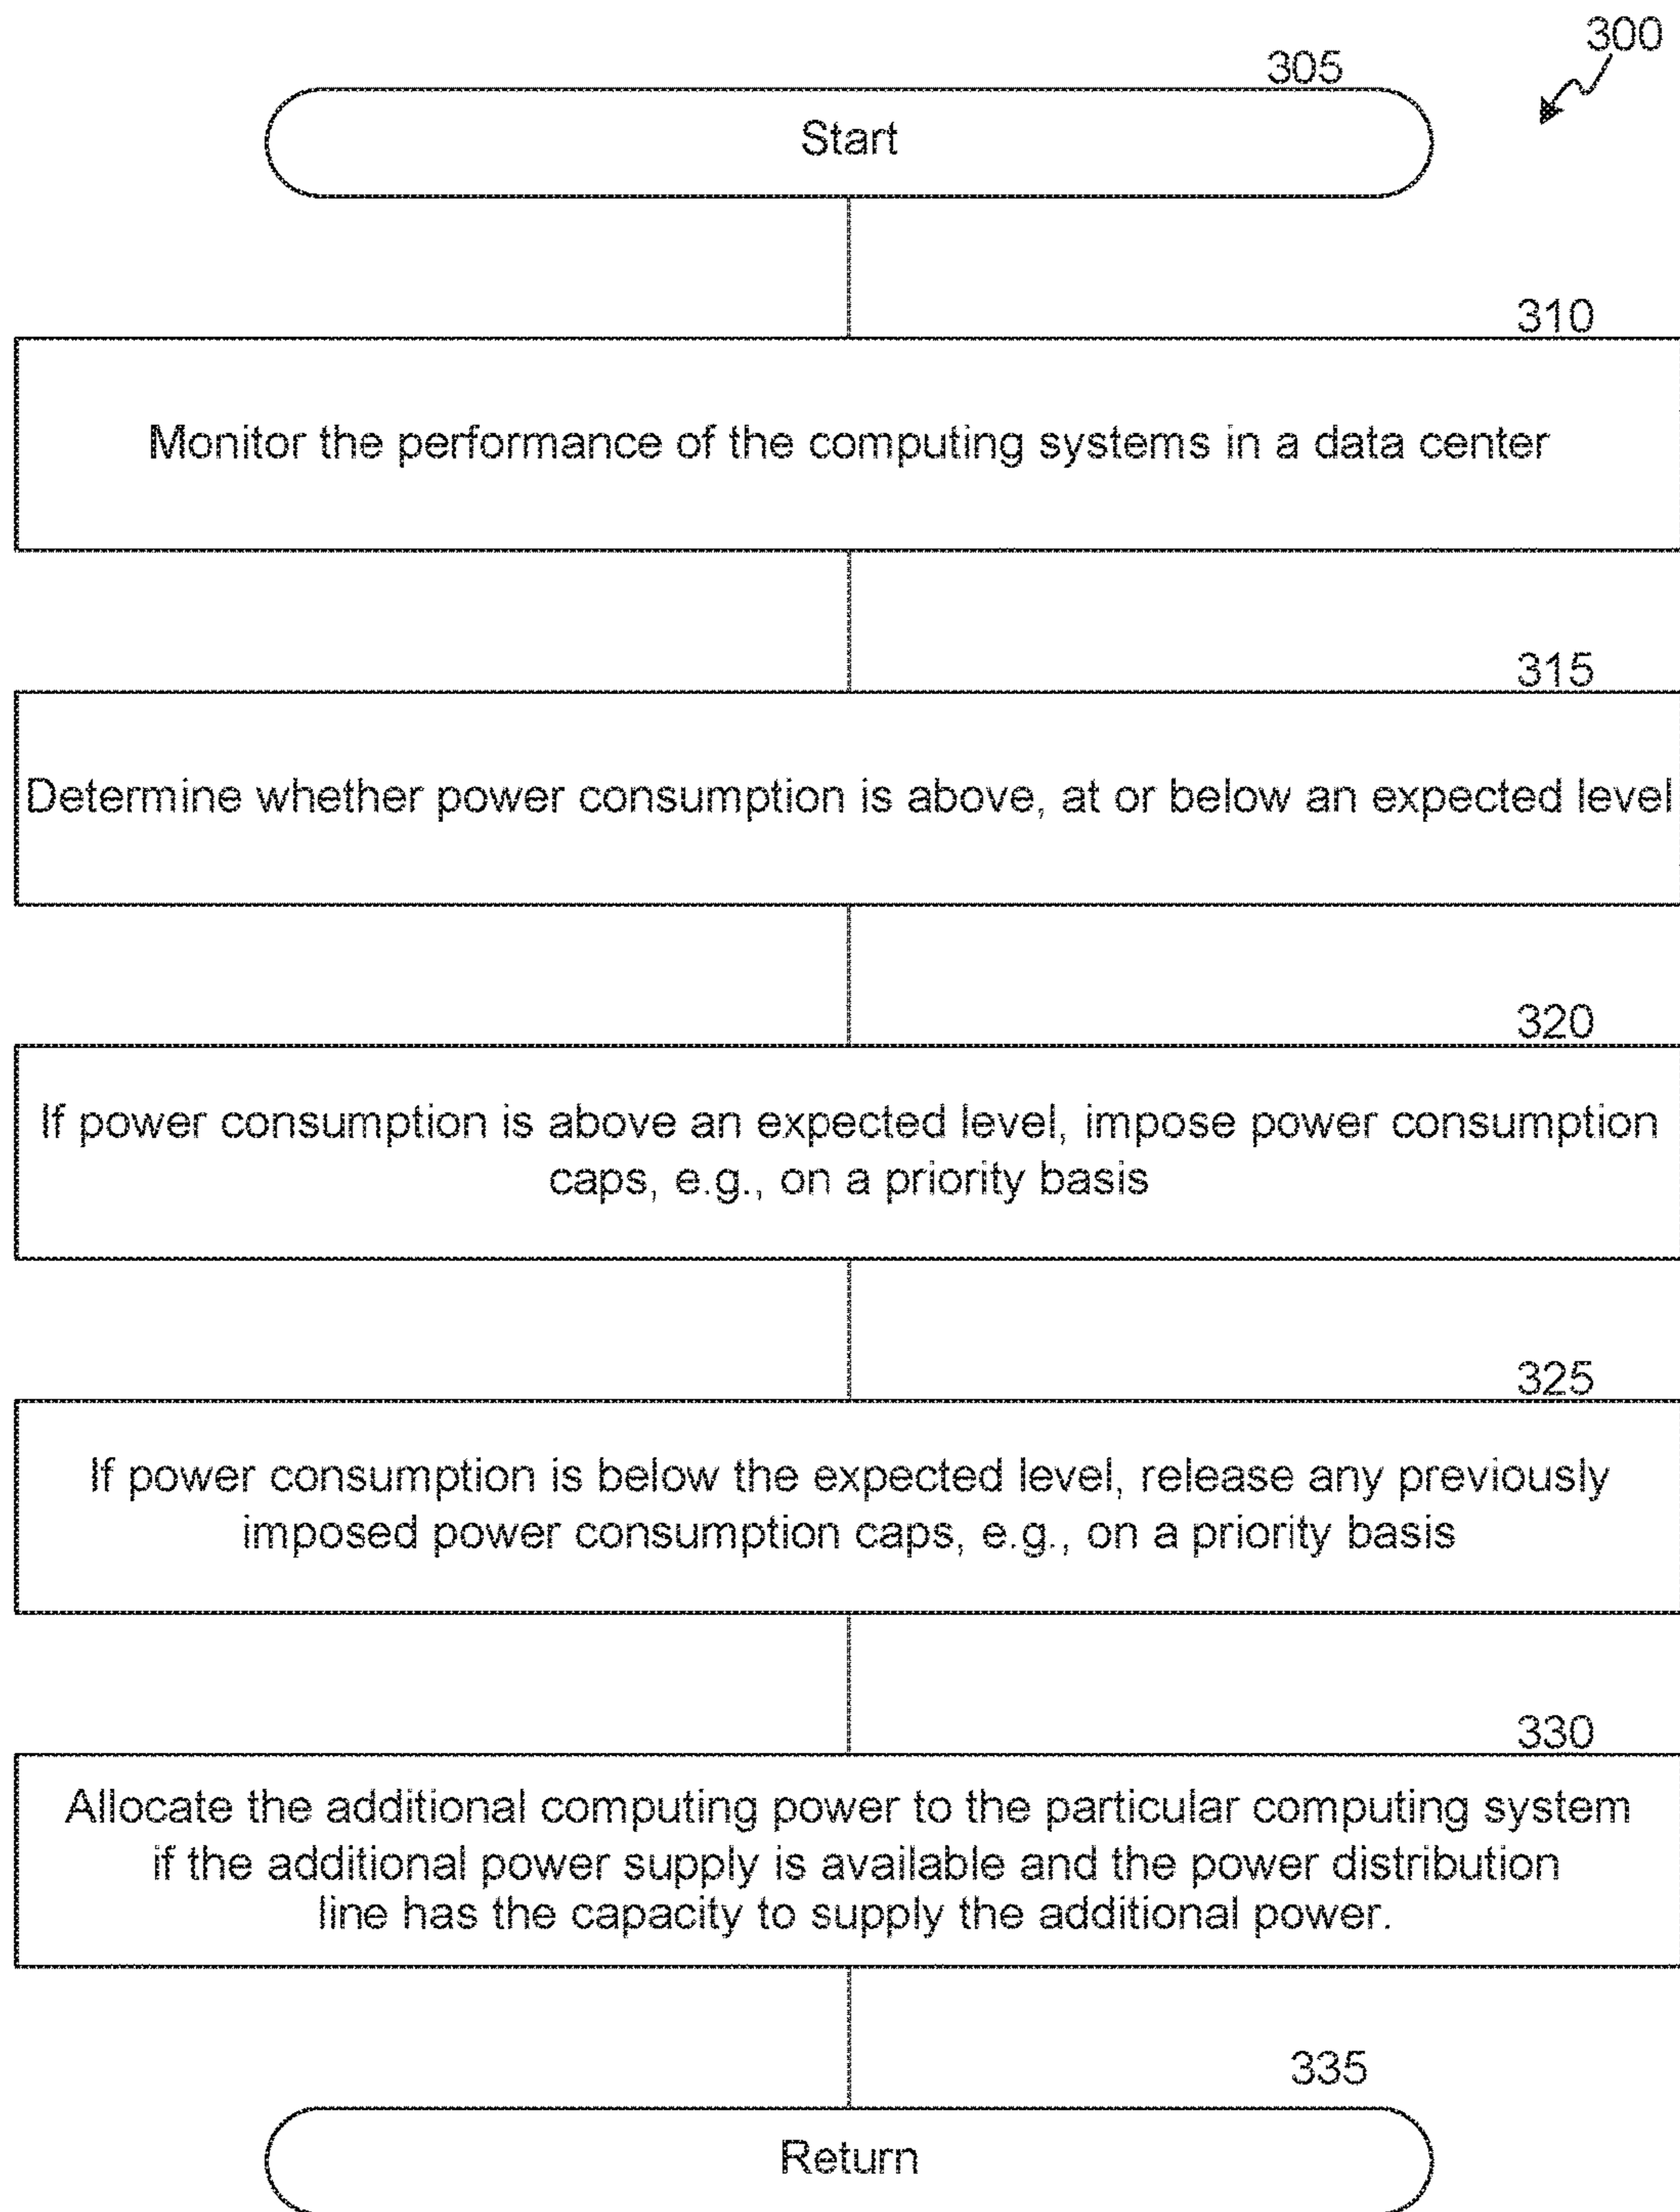 300
305
Start
310
Monitor the performance of the computing systems in a data center
315
Determine whether power consumption is above, at or below an expected level
320
If power consumption is above an expected level, impose power consumption
caps, e.g., on a priority basis
325
If power consumption is below the expected level, release any previously
imposed power consumption caps, e.g., on a priority basis
330
Allocate the additional computing power to the particular computing system
if the additional power supply is available and the power distribution
line has the capacity to supply the additional power.
335
Return